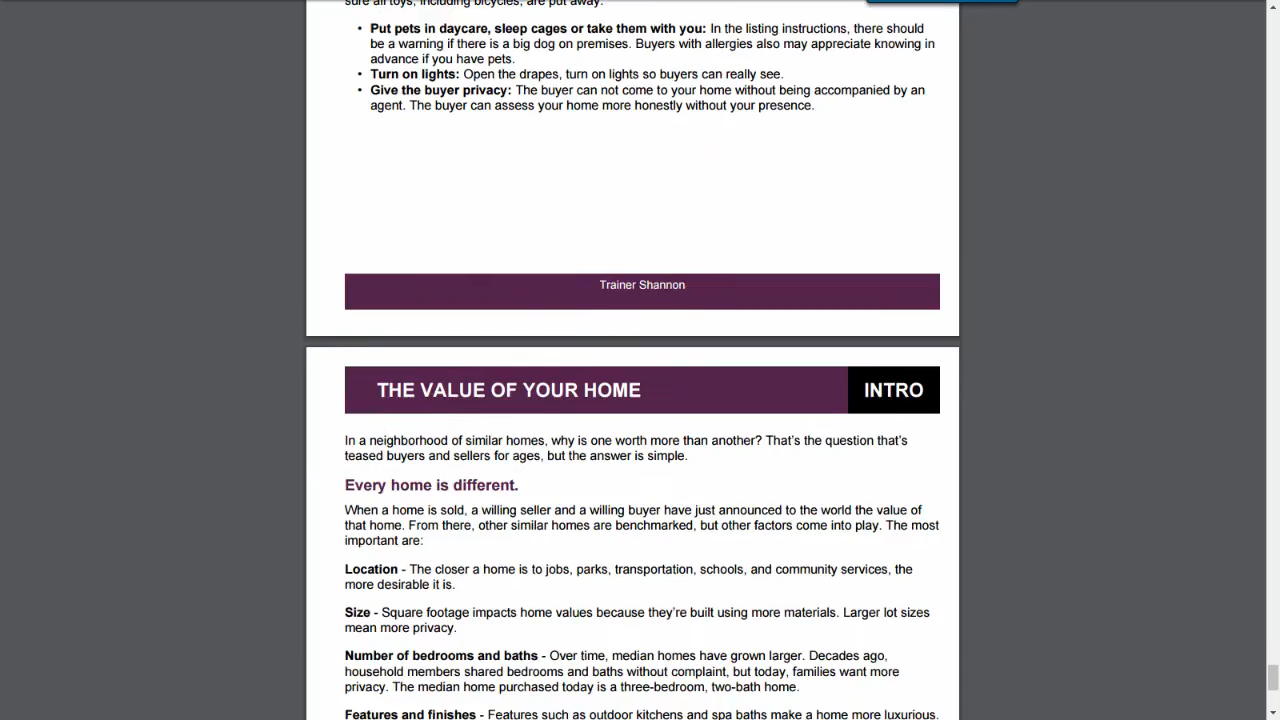 sure all toys, including bicycles, are put away.
• Put pets in daycare, sleep cages or take them with you: In the listing instructions, there should
be a warning if there is a big dog on premises. Buyers with allergies also may appreciate knowing in
advance if you have pets.
• Turn on lights: Open the drapes, turn on lights so buyers can really see.
• Give the buyer privacy: The buyer can not come to your home without being accompanied by an
agent. The buyer can assess your home more honestly without your presence.
Trainer Shannon
THE VALUE OF YOUR HOME
INTRO
In a neighborhood of similar homes, why is one worth more than another? That's the question that's
teased buyers and sellers for ages, but the answer is simple.
Every home is different.
When a home is sold, a willing seller and a willing buyer have just announced to the world the value of
that home. From there, other similar homes are benchmarked, but other factors come into play. The most
important are:
Location - The closer a home is to jobs, parks, transportation, schools, and community services, the
more desirable it is.
Size - Square footage impacts home values because they're built using more materials. Larger lot sizes
mean more privacy.
Number of bedrooms and baths - Over time, median homes have grown larger. Decades ago,
household members shared bedrooms and baths without complaint, but today, families want more
privacy. The median home purchased today is a three-bedroom, two-bath home.
Features and finishes - Features such as outdoor kitchens and spa baths make a home more luxurious.